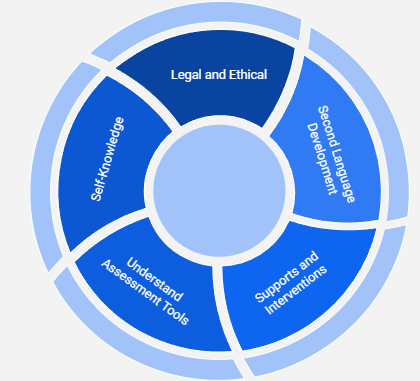 Legal and Ethical
Second Language
Development
Supports and
Interventions
Understand
Assessment Tools
Self-Knowledge